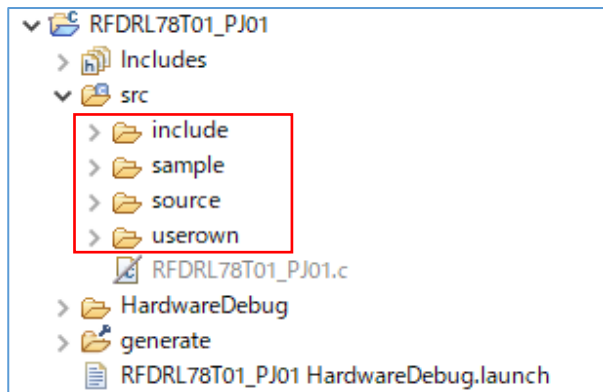 RFDRL78T01_PJ01
Includes
src
include
sample
source
userown
RFDRL78T01_PJ01.c
HardwareDebug
generate
RFDRL78T01_PJ01 HardwareDebug.launch